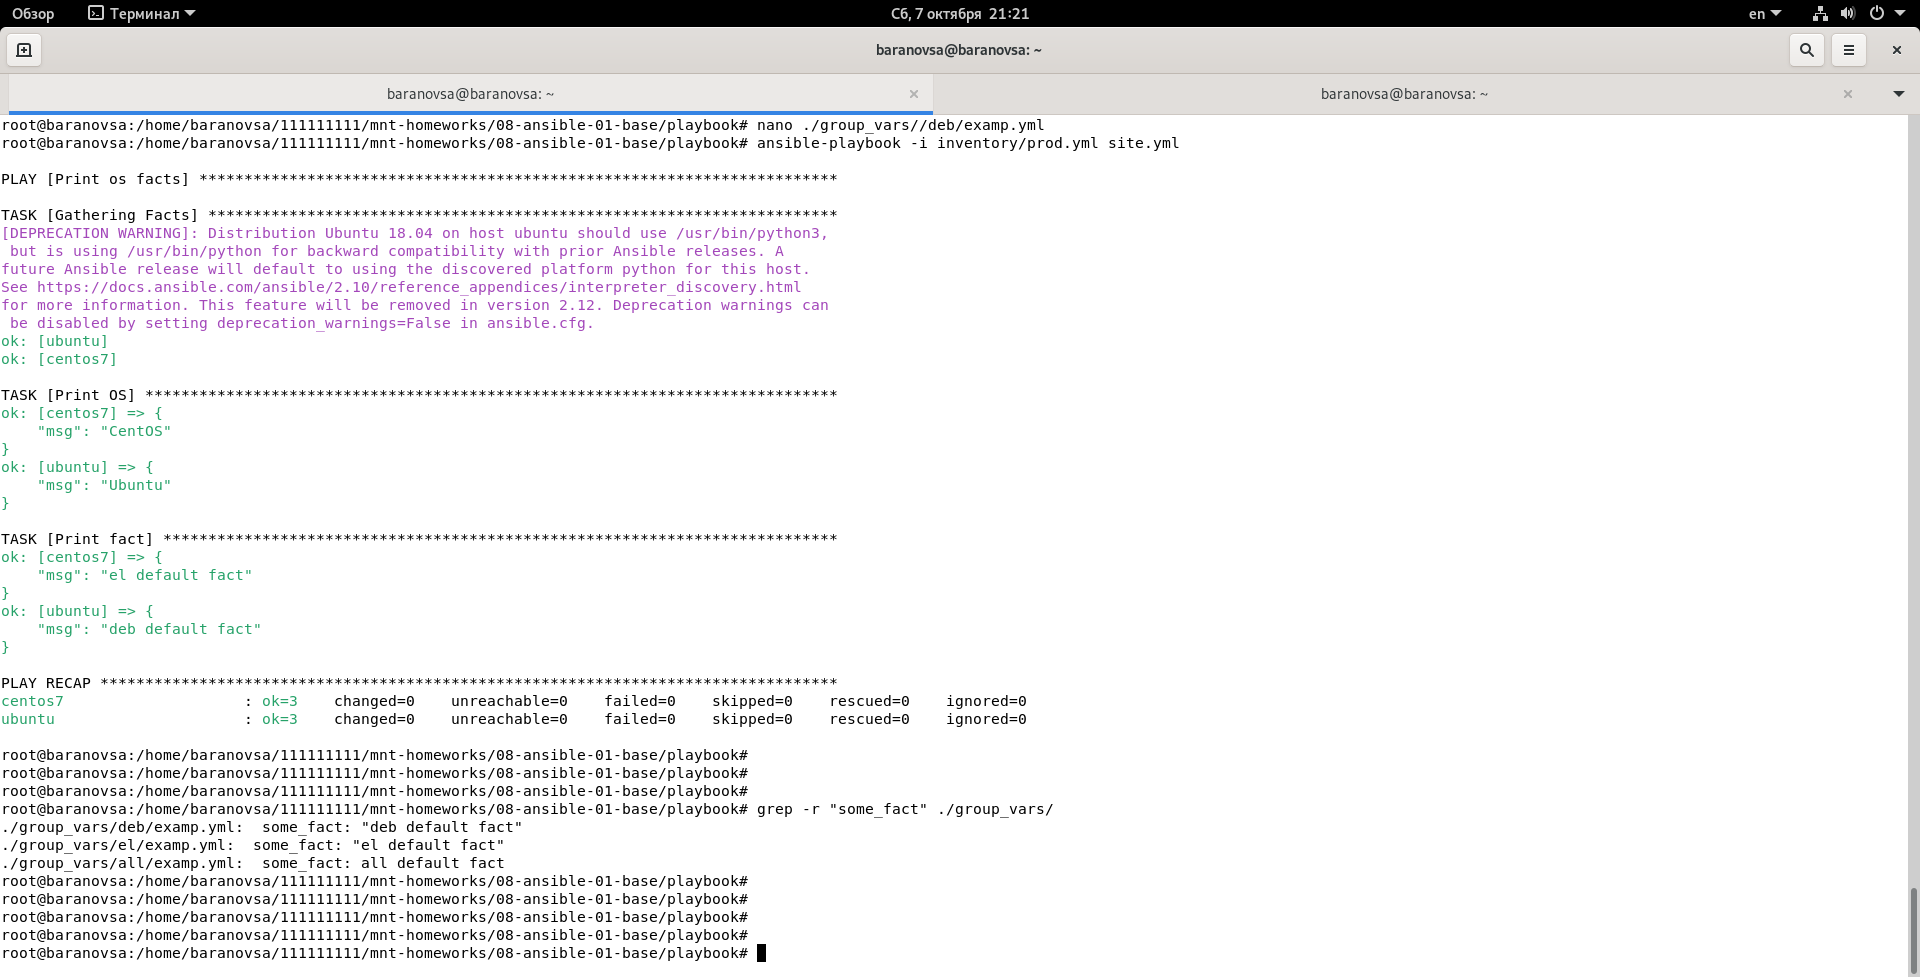 Обзор Терминал Сб, 7 октября 21:21 en
baranovsa@baranovsa: ~
baranovsa@baranovsa: ~ baranovsa@baranovsa: ~
root@baranovsa:/home/baranovsa/111111111/mnt-homeworks/08-ansible-01-base/playbook# nano ./group_vars//deb/examp.yml
root@baranovsa:/home/baranovsa/111111111/mnt-homeworks/08-ansible-01-base/playbook# ansible-playbook -i inventory/prod.yml site.yml
PLAY [Print os facts] ***********************************************************************
TASK [Gathering Facts] **********************************************************************
[DEPRECATION WARNING]: Distribution Ubuntu 18.04 on host ubuntu should use /usr/bin/python3,
 but is using /usr/bin/python for backward compatibility with prior Ansible releases. A
future Ansible release will default to using the discovered platform python for this host.
See https://docs.ansible.com/ansible/2.10/reference_appendices/interpreter_discovery.html
for more information. This feature will be removed in version 2.12. Deprecation warnings can
 be disabled by setting deprecation_warnings=False in ansible.cfg.
ok: [ubuntu]
ok: [centos7]
TASK [Print OS] *****************************************************************************
ok: [centos7] => {
    "msg": "CentOS"
}
ok: [ubuntu] => {
    "msg": "Ubuntu"
}
TASK [Print fact] ***************************************************************************
ok: [centos7] => {
    "msg": "el default fact"
}
ok: [ubuntu] => {
    "msg": "deb default fact"
}
PLAY RECAP **********************************************************************************
centos7                    : ok=3    changed=0    unreachable=0    failed=0    skipped=0    rescued=0    ignored=0
ubuntu                     : ok=3    changed=0    unreachable=0    failed=0    skipped=0    rescued=0    ignored=0
root@baranovsa:/home/baranovsa/111111111/mnt-homeworks/08-ansible-01-base/playbook#
root@baranovsa:/home/baranovsa/111111111/mnt-homeworks/08-ansible-01-base/playbook#
root@baranovsa:/home/baranovsa/111111111/mnt-homeworks/08-ansible-01-base/playbook#
root@baranovsa:/home/baranovsa/111111111/mnt-homeworks/08-ansible-01-base/playbook# grep -r "some_fact" ./group_vars/
./group_vars/deb/examp.yml:  some_fact: "deb default fact"
./group_vars/el/examp.yml:  some_fact: "el default fact"
./group_vars/all/examp.yml:  some_fact: all default fact
root@baranovsa:/home/baranovsa/111111111/mnt-homeworks/08-ansible-01-base/playbook#
root@baranovsa:/home/baranovsa/111111111/mnt-homeworks/08-ansible-01-base/playbook#
root@baranovsa:/home/baranovsa/111111111/mnt-homeworks/08-ansible-01-base/playbook#
root@baranovsa:/home/baranovsa/111111111/mnt-homeworks/08-ansible-01-base/playbook#
root@baranovsa:/home/baranovsa/111111111/mnt-homeworks/08-ansible-01-base/playbook#